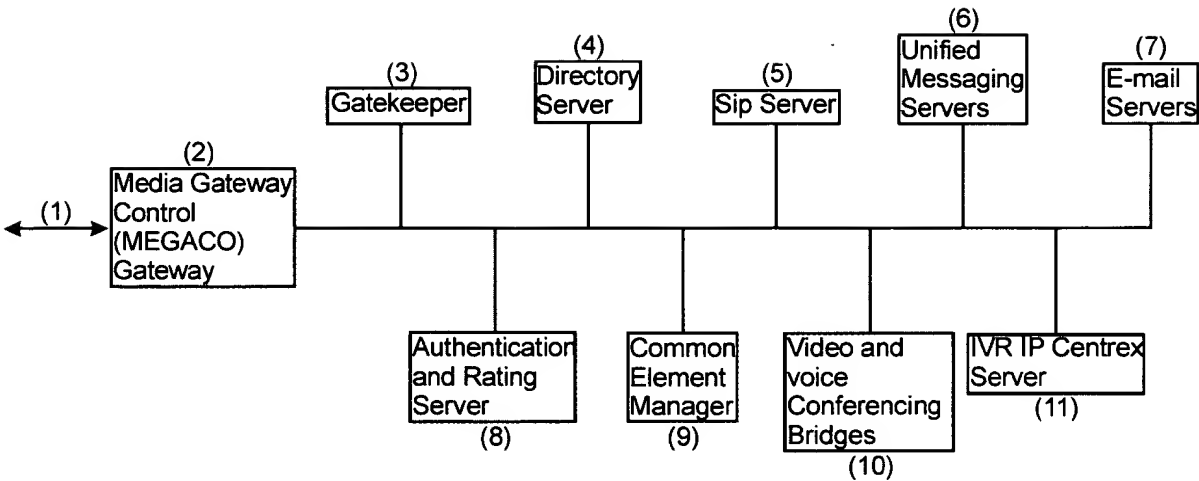 (6)
Unified
Messaging
Servers
(4)
Directory
Server
(7)
E-mail
Servers
(3)
Gatekeeper
(5)
Sip Server
(2)
Media Gateway
Control
(MEGACO)
Gateway
(1)
Authentication
and Rating
Server
(8)
Common
Element
Manager
(9)
Video and
voice
Conferencing
Bridges
(10)
IVR IP Centrex
Server
(11)